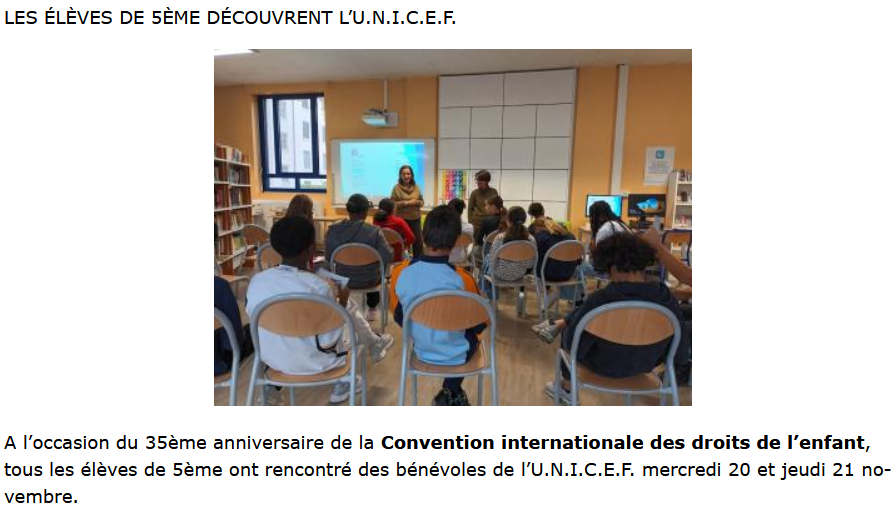 LES ÉLÈVES DE 5ÈME DÉCOUVRENT L’U.N.I.C.E.F.
A l’occasion du 35ème anniversaire de la Convention internationale des droits de l’enfant,
tous les élèves de 5ème ont rencontré des bénévoles de l’U.N.I.C.E.F. mercredi 20 et jeudi 21 no-
vembre.